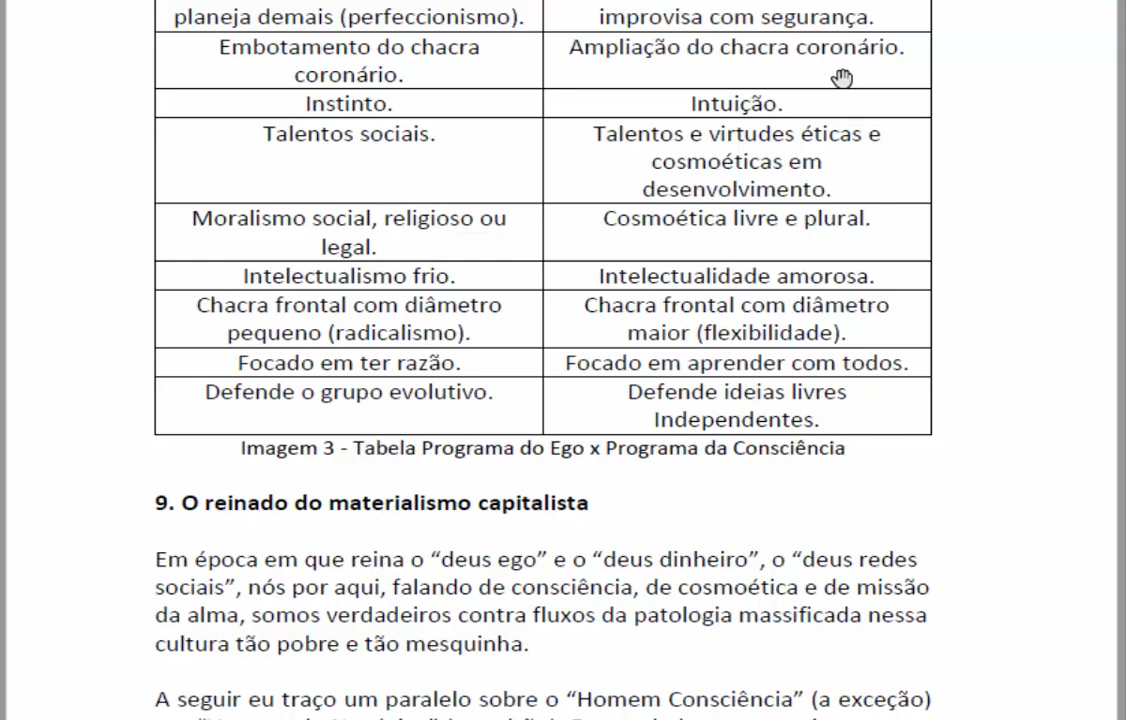 planeja demais (perfeccionismo).
improvisa com segurança.
Embotamento do chacra
coronário.
Ampliação do chacra coronário.
Instinto.
Intuição.
Talentos sociais.
Talentos e virtudes éticas e
cosmoéticas em
desenvolvimento.
Moralismo social, religioso ou
legal.
Cosmoética livre e plural.
Intelectualismo frio.
Intelectualidade amorosa.
Chacra frontal com diâmetro
pequeno (radicalismo).
Chacra frontal com diâmetro
maior (flexibilidade).
Focado em ter razão.
Focado em aprender com todos.
Defende o grupo evolutivo.
Defende ideias livres
Independentes.
Imagem 3 - Tabela Programa do Ego x Programa da Consciência
9. O reinado do materialismo capitalista
Em época em que reina o “deus ego” e o “deus dinheiro”, o “deus redes
sociais”, nós por aqui, falando de consciência, de cosmoética e de missão
da alma, somos verdadeiros contra fluxos da patologia massificada nessa
cultura tão pobre e tão mesquinha.
A seguir eu traço um paralelo sobre o “Homem Consciência” (a exceção)